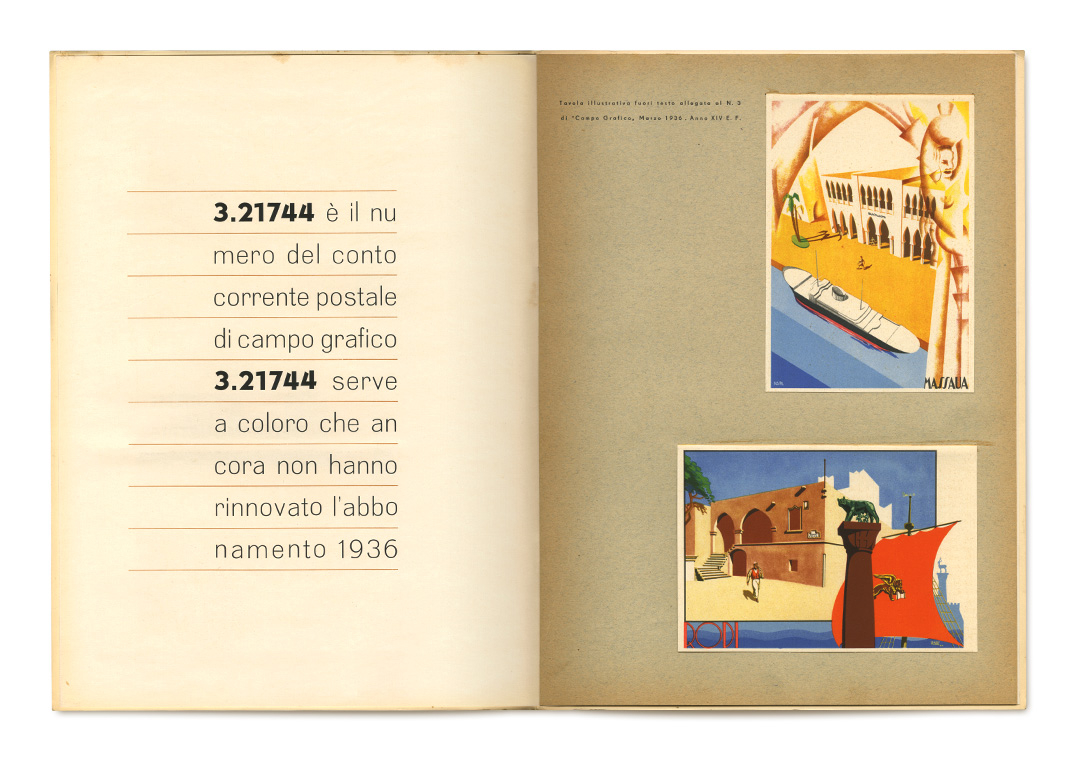 3.21744 è il nu
mero del conto
corrente postale
di campo grafico
3.21744 serve
a coloro che an
cora non hanno
rinnovato l'abbo
namento 1936
Tavola illustrativa fuori testo allegata al N. 3
di "Campo Grafico„ Marzo 1936 . Anno XIV E. F.
MASSAUA
RODI